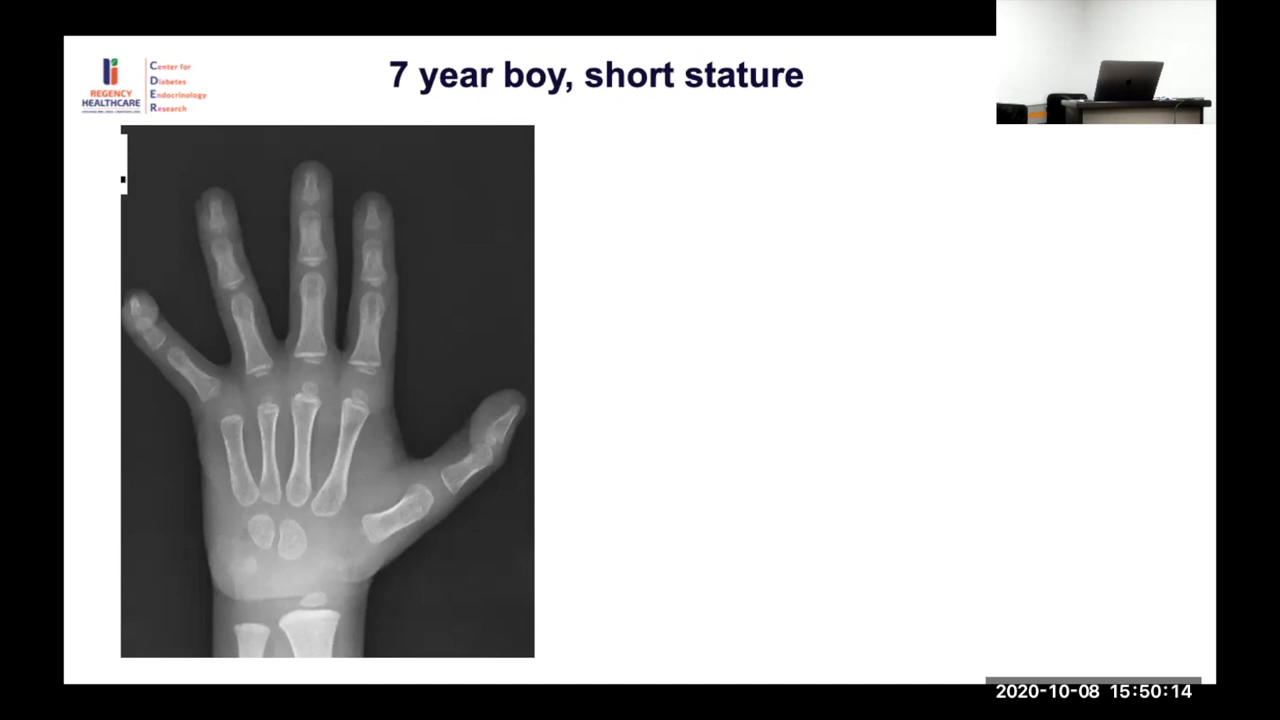 7 year boy, short stature
REGENCY
HEALTHCARE
Center for
Diabetes
Endocrinology
Research
2020-10-08 15:50:14